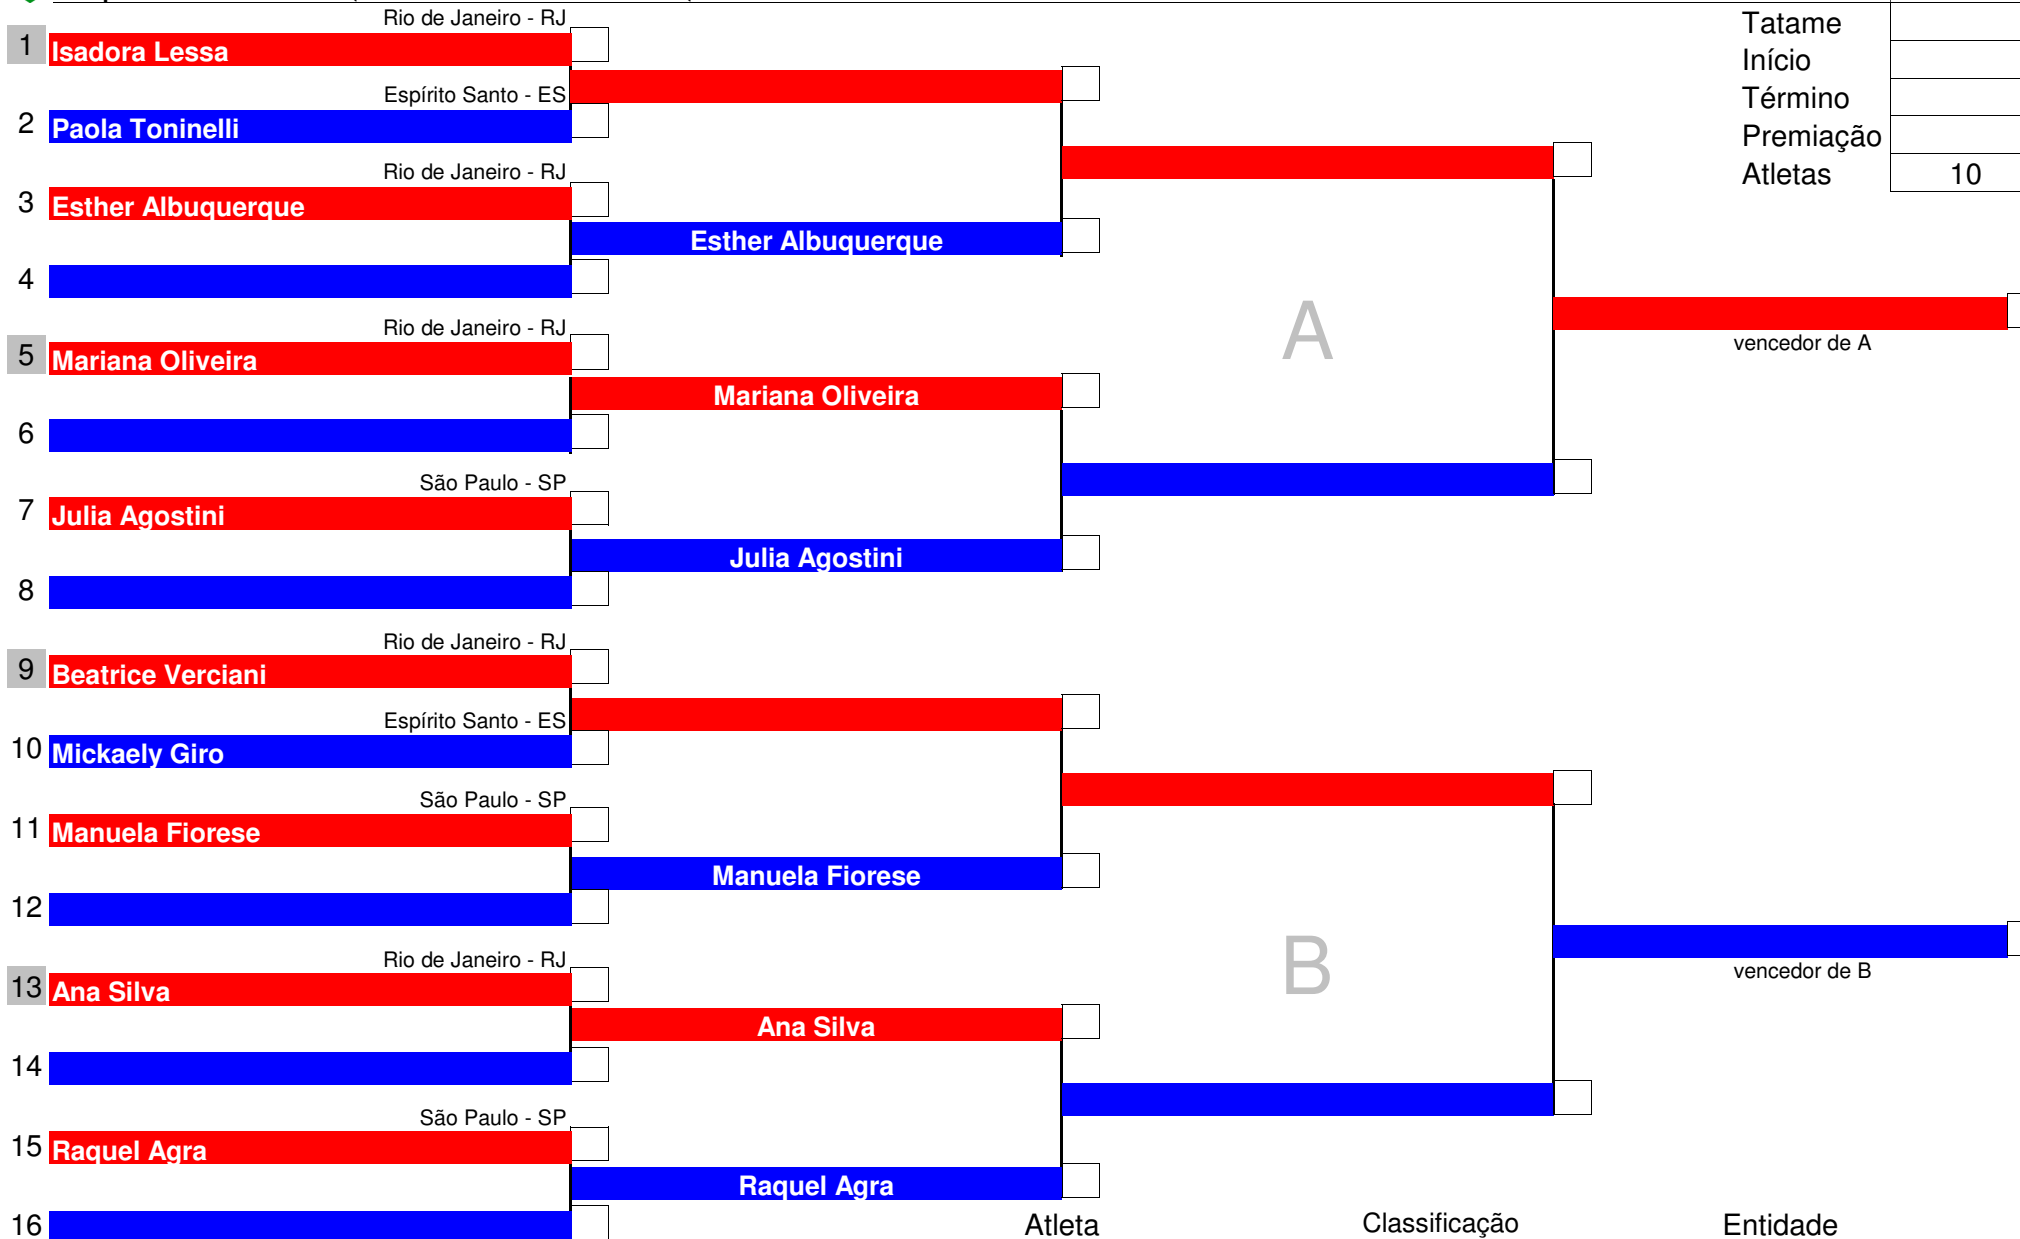 Rio de Janeiro - RJ
1 Isadora Lessa
Espírito Santo - ES
2 Paola Toninelli
Rio de Janeiro - RJ
3 Esther Albuquerque
Esther Albuquerque
4
Rio de Janeiro - RJ
5 Mariana Oliveira
Mariana Oliveira
6
São Paulo - SP
7 Julia Agostini
Julia Agostini
8
Rio de Janeiro - RJ
9 Beatrice Verciani
Espírito Santo - ES
10 Mickaely Giro
São Paulo - SP
11 Manuela Fiorese
Manuela Fiorese
12
Rio de Janeiro - RJ
13 Ana Silva
Ana Silva
14
São Paulo - SP
15 Raquel Agra
Raquel Agra
16
A
B
vencedor de A
vencedor de B
Tatame
Início
Término
Premiação
Atletas 10
Atleta Classificação Entidade